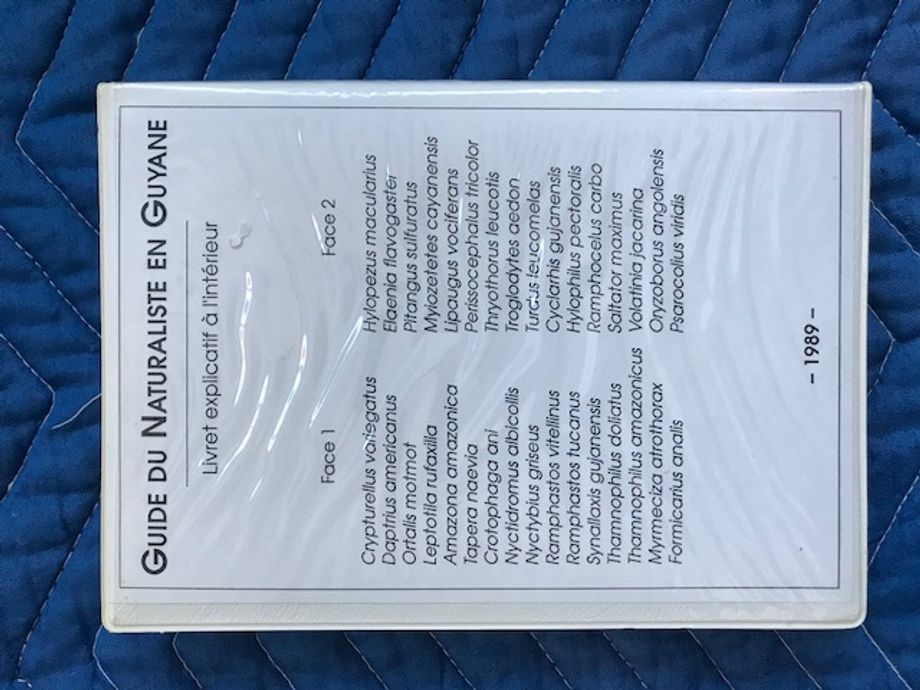 GUIDE DU NATURALISTE EN GUYANE
Livret explicatif à l'intérieur
Face 1
Crypturellus variegatus
Daptrius americanus
Ortalis motmot
Leptotila rufaxilla
Amazona amazonica
Tapera naevia
Crotophaga ani
Nyctidromus albicollis
Nyctybius griseus
Ramphastos vitellinus
Ramphastos tucanus
Synallaxis gujanensis
Thamnophilus doliatus
Thamnophilus amazonicus
Myrmeciza atrothorax
Formicarius analis
Face 2
Hylopezus macularius
Elaenia flavogaster
Pitangus sulfuratus
Myiozetetes cayanensis
Lipaugus vociferans
Perissocephalus tricolor
Thryothorus leucotis
Troglodytes aedon
Turdus leucomelas
Cyclarhis gujanensis
Hylophilus pectoralis
Ramphocelus carbo
Saltator maximus
Volatinia jacarina
Oryzoborus angolensis
Psarocolius viridis
– 1989 –